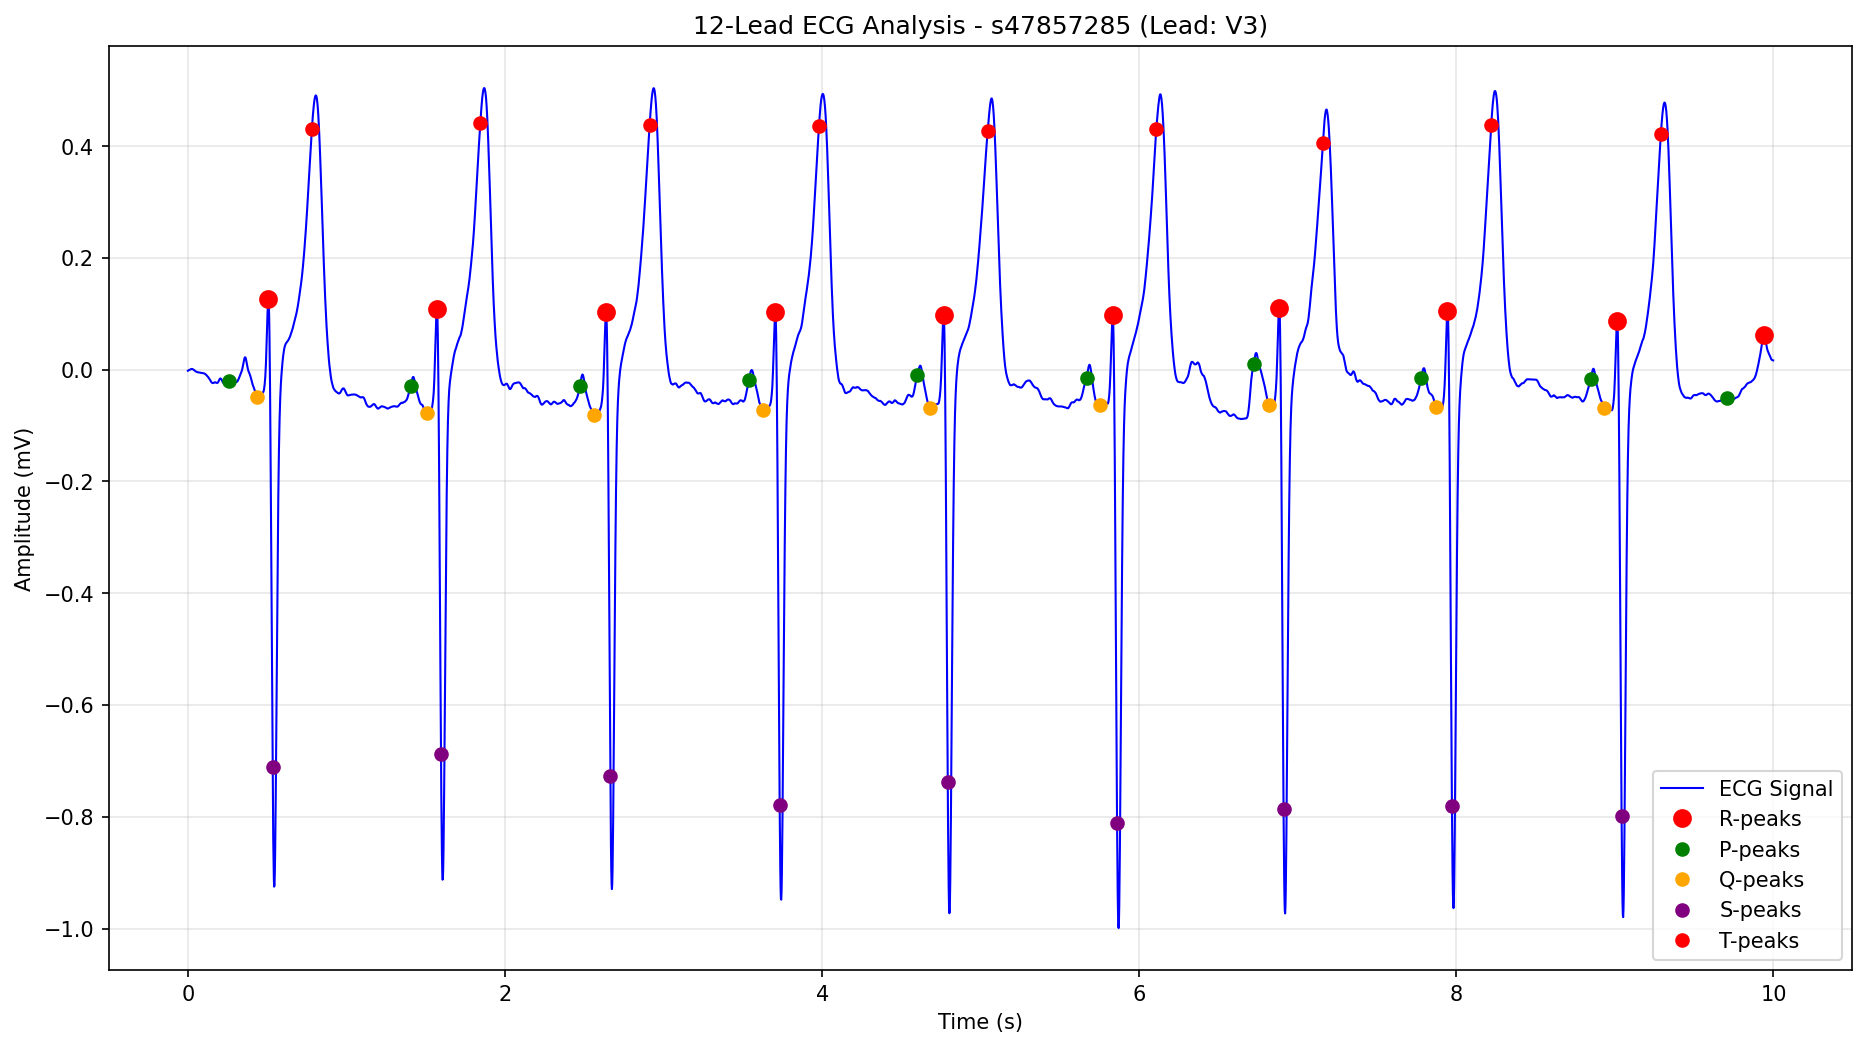 12-Lead ECG Analysis - s47857285 (Lead: V3)
Amplitude (mV)
0.4
0.2
0.0
−0.2
−0.4
−0.6
−0.8
−1.0
0 2 4 6 8 10
Time (s)
ECG Signal
R-peaks
P-peaks
Q-peaks
S-peaks
T-peaks